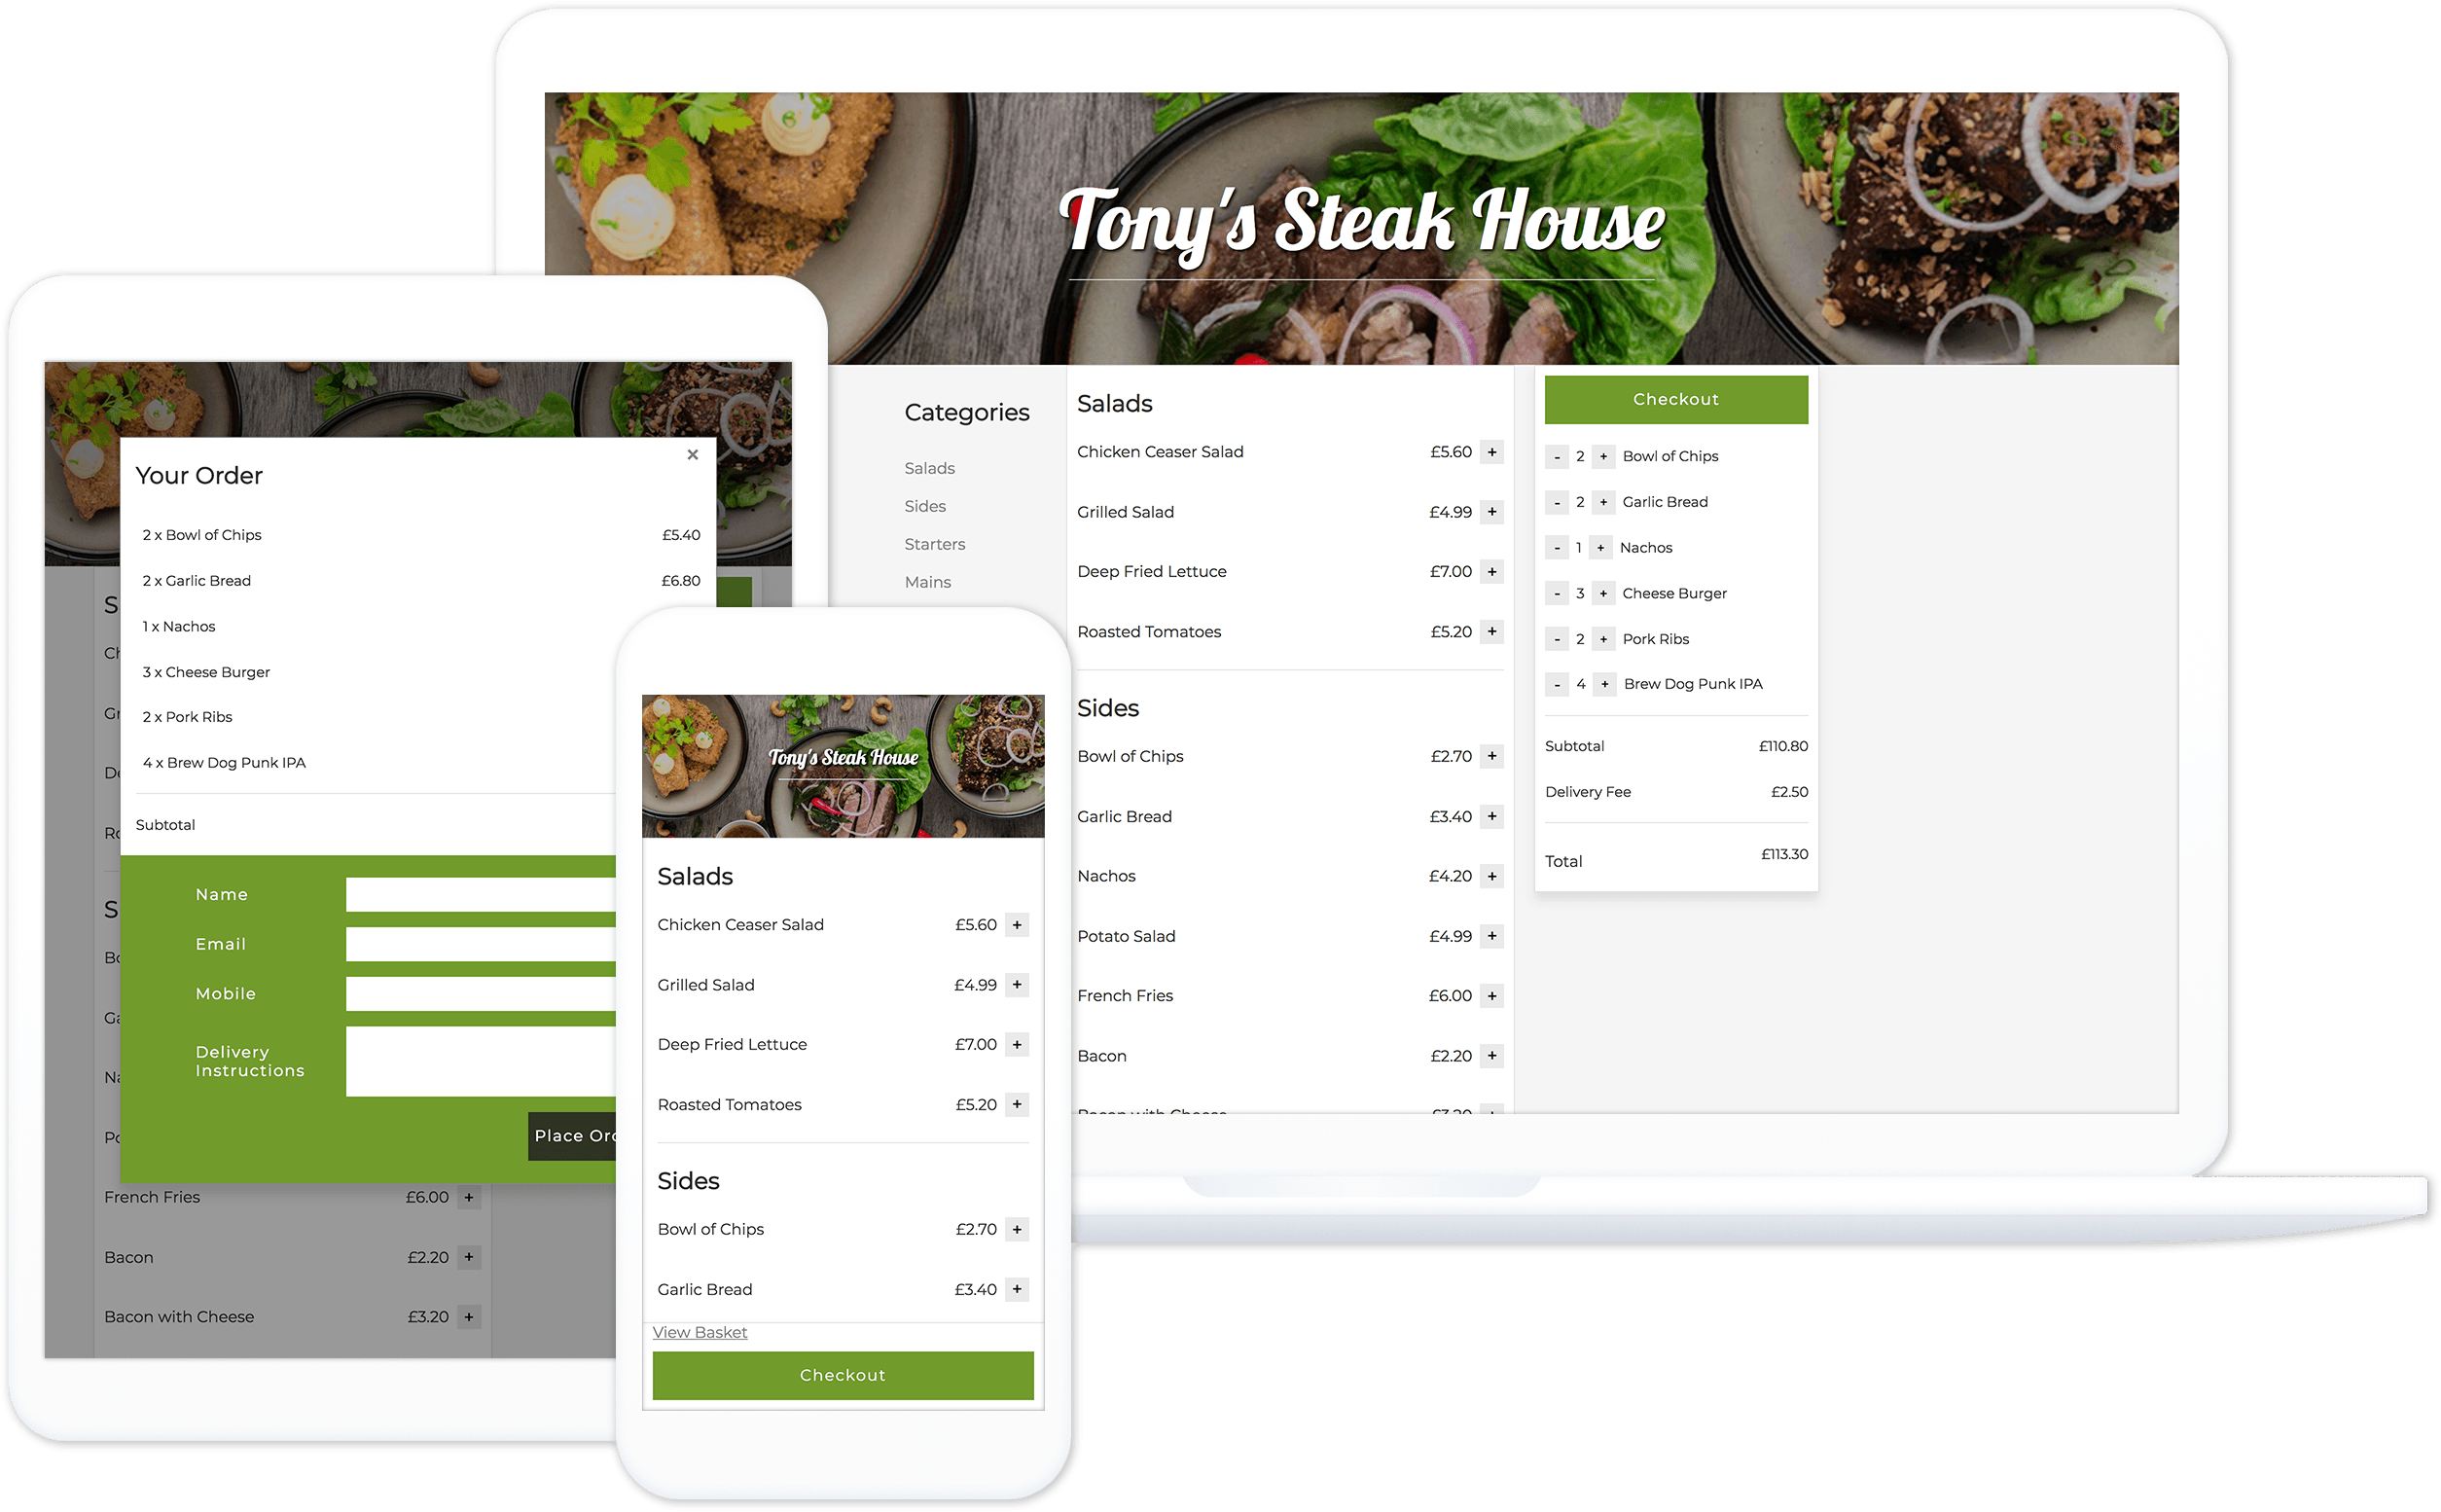 Tony's Steak House
Categories
Salads
Sides
Starters
Mains
Salads
Chicken Ceaser Salad £5.60 +
Grilled Salad £4.99 +
Deep Fried Lettuce £7.00 +
Roasted Tomatoes £5.20 +
Sides
Bowl of Chips £2.70 +
Garlic Bread £3.40 +
Nachos £4.20 +
Potato Salad £4.99 +
French Fries £6.00 +
Bacon £2.20 +
Bacon with Cheese £3.20 +
Checkout
- 2 + Bowl of Chips
- 2 + Garlic Bread
- 1 + Nachos
- 3 + Cheese Burger
- 2 + Pork Ribs
- 4 + Brew Dog Punk IPA
Subtotal £110.80
Delivery Fee £2.50
Total £113.30
Your Order ×
2 x Bowl of Chips £5.40
2 x Garlic Bread £6.80
1 x Nachos
3 x Cheese Burger
2 x Pork Ribs
4 x Brew Dog Punk IPA
Subtotal
Name
Email
Mobile
Delivery
Instructions
Place Ord
S
Ch
Gr
De
Ro
S
Bo
Ga
Na
Po
French Fries £6.00 +
Bacon £2.20 +
Bacon with Cheese £3.20 +
Tony's Steak House
Salads
Chicken Ceaser Salad £5.60 +
Grilled Salad £4.99 +
Deep Fried Lettuce £7.00 +
Roasted Tomatoes £5.20 +
Sides
Bowl of Chips £2.70 +
Garlic Bread £3.40 +
View Basket
Checkout